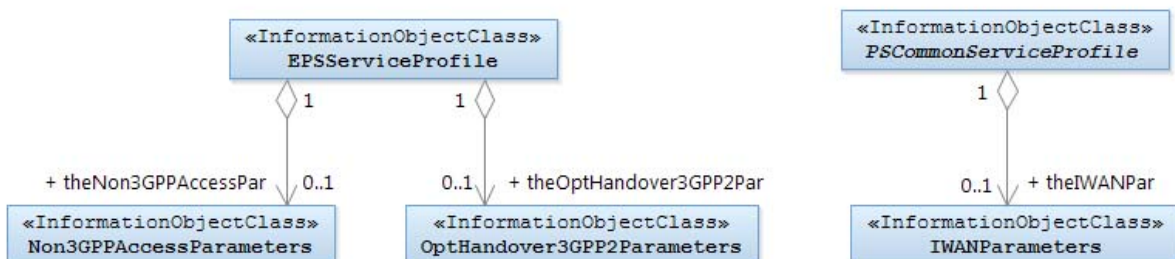 «InformationObjectClass»
EPSServiceProfile
«InformationObjectClass»
PSCommonServiceProfile
1
1
1
+ theNon3GPPAccessPar
0..1
0..1
+ theOptHandover3GPP2Par
0..1
+ theIWANPar
«InformationObjectClass»
Non3GPPAccessParameters
«InformationObjectClass»
OptHandover3GPP2Parameters
«InformationObjectClass»
IWANParameters